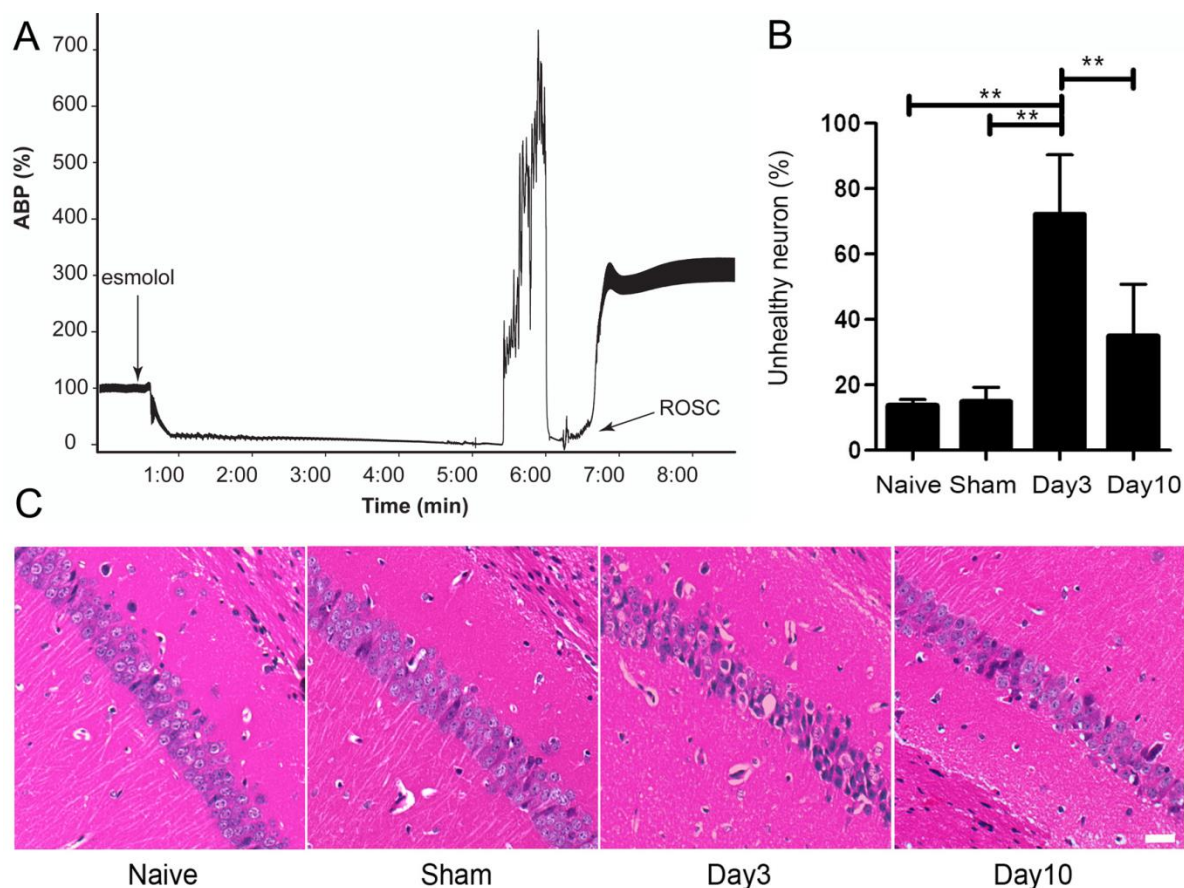 A
ABP (%)
700
600
500
400
300
200
100
0
esmolol
ROSC
1:00 2:00 3:00 4:00 5:00 6:00 7:00 8:00
Time (min)
B
Unhealthy neuron (%)
100
80
60
40
20
0
**
**
**
Naive Sham Day3 Day10
C
Naive Sham Day3 Day10